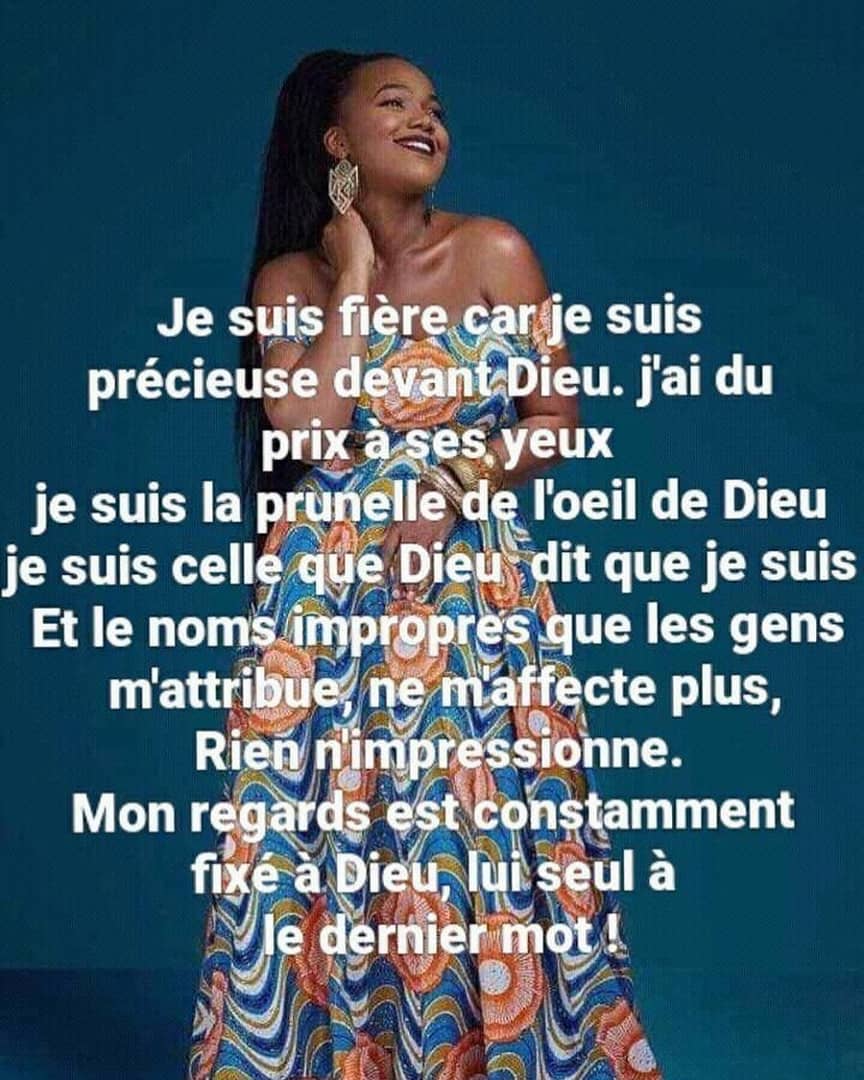 Je suis fière car je suis
précieuse devant Dieu. j'ai du
prix à ses yeux
je suis la prunelle de l'oeil de Dieu
je suis celle que Dieu dit que je suis
Et le noms impropres que les gens
m'attribue, ne m'affecte plus,
Rien n'impressionne.
Mon regards est constamment
fixé à Dieu, lui seul à
le dernier mot !